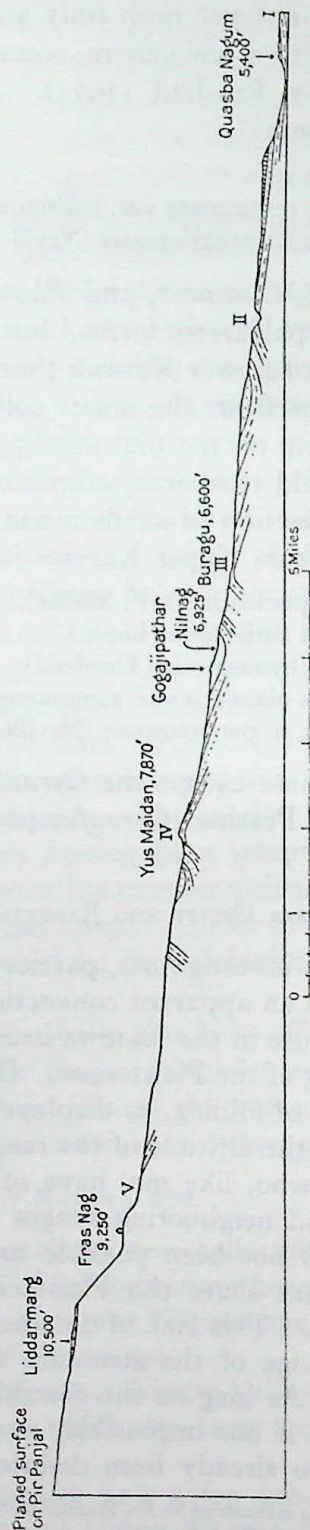 Planed surface
on Pir Panjal
Liddarmarg
10,500'
Fras Nag
9,250'
V
Yus Maidan, 7,870'
IV
Gogajipathar
Nilnag
6,925'
Bunagu, 6,600'
III
II
Quasba Nagum
5,400'
0
5 Miles